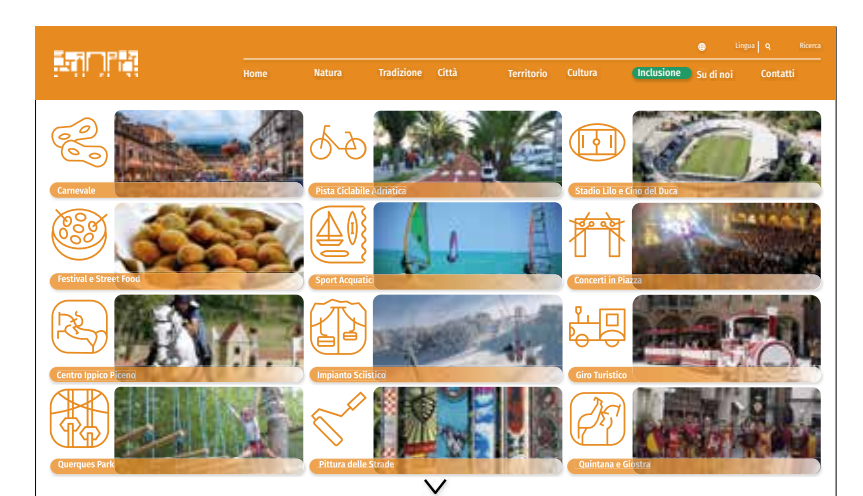 Lingua
Ricerca
Home
Natura
Tradizione
Città
Territorio
Cultura
Inclusione
Su di noi
Contatti
Carnevale
Pista Ciclabile Adriatica
Stadio Lilo e Cino del Duca
Festival e Street Food
Sport Acquatici
Concerti in Piazza
Centro Ippico Piceno
Impianto Sciistico
Giro Turistico
Querques Park
Pittura delle Strade
Quintana e Giostra